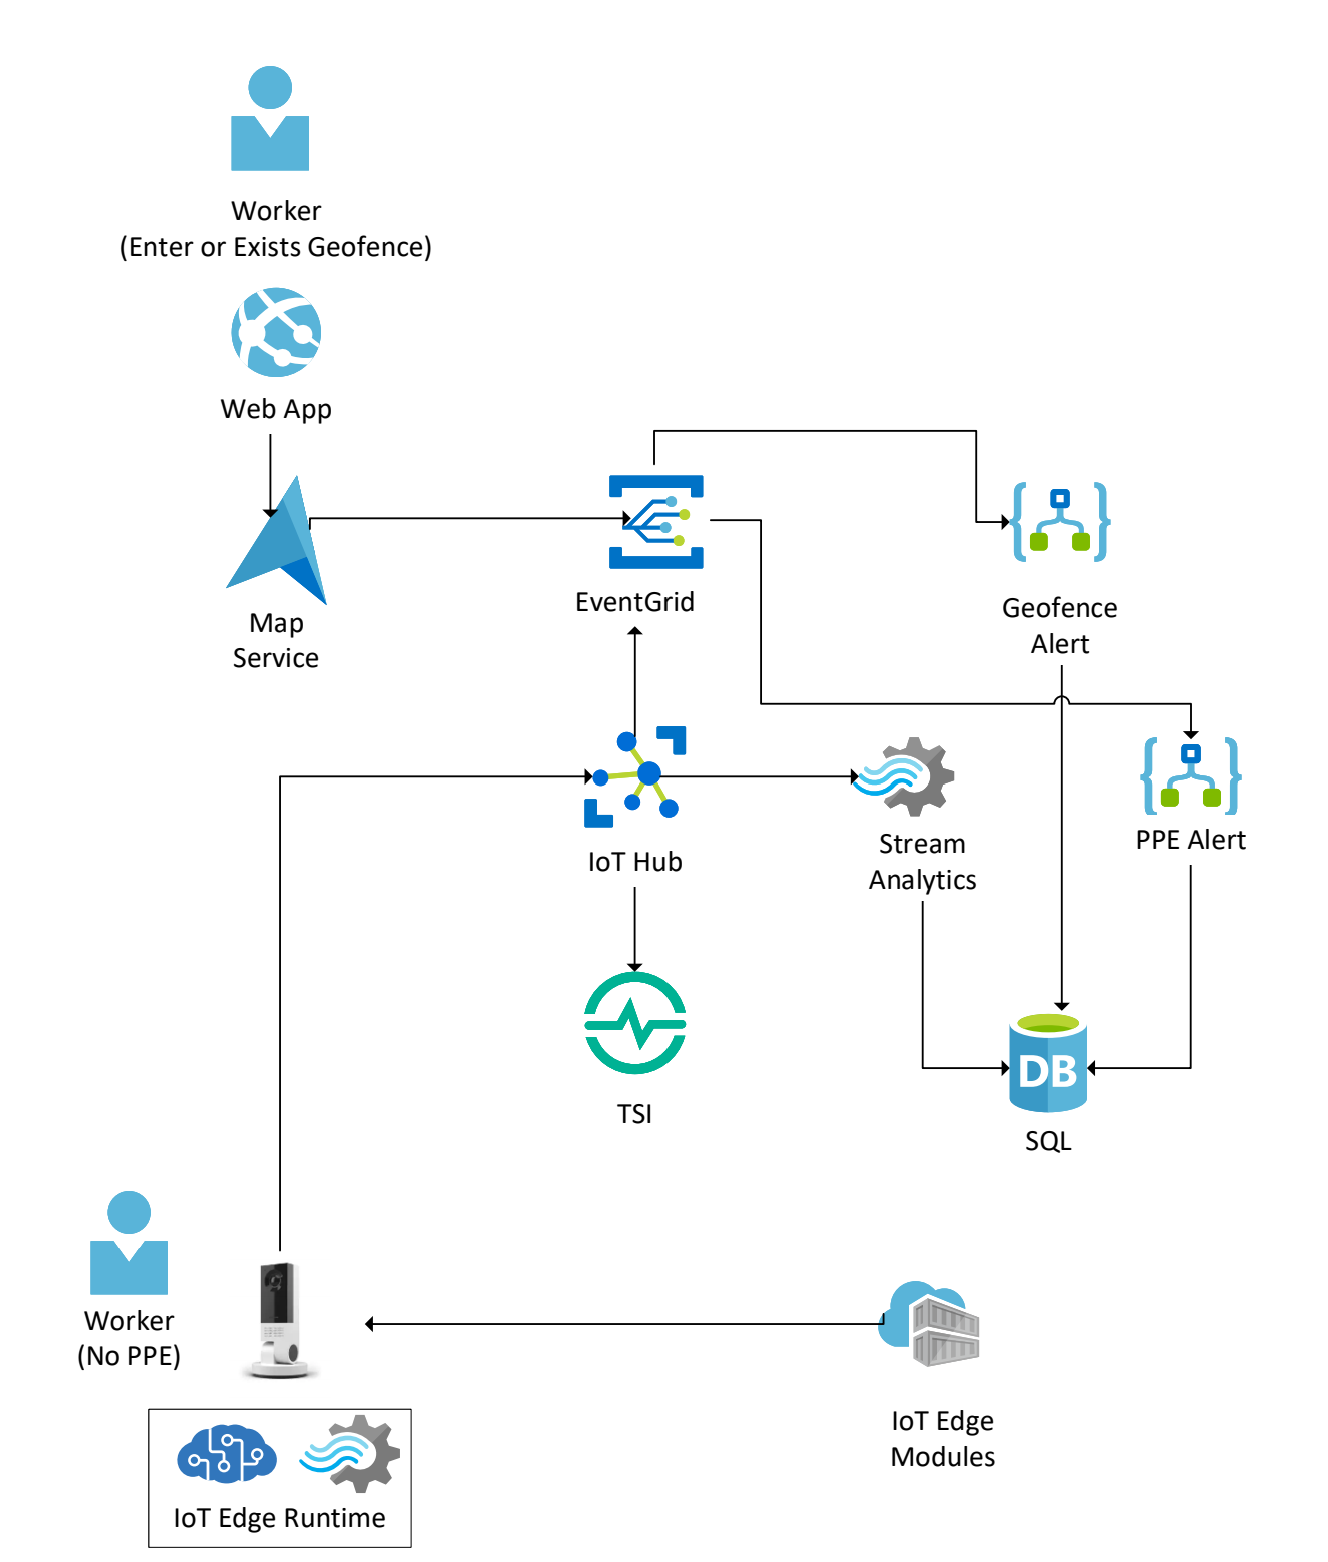 Worker
(Enter or Exists Geofence)
Web App
Map
Service
EventGrid
Geofence
Alert
IoT Hub
Stream
Analytics
PPE Alert
TSI
DB
SQL
Worker
(No PPE)
IoT Edge
Modules
IoT Edge Runtime